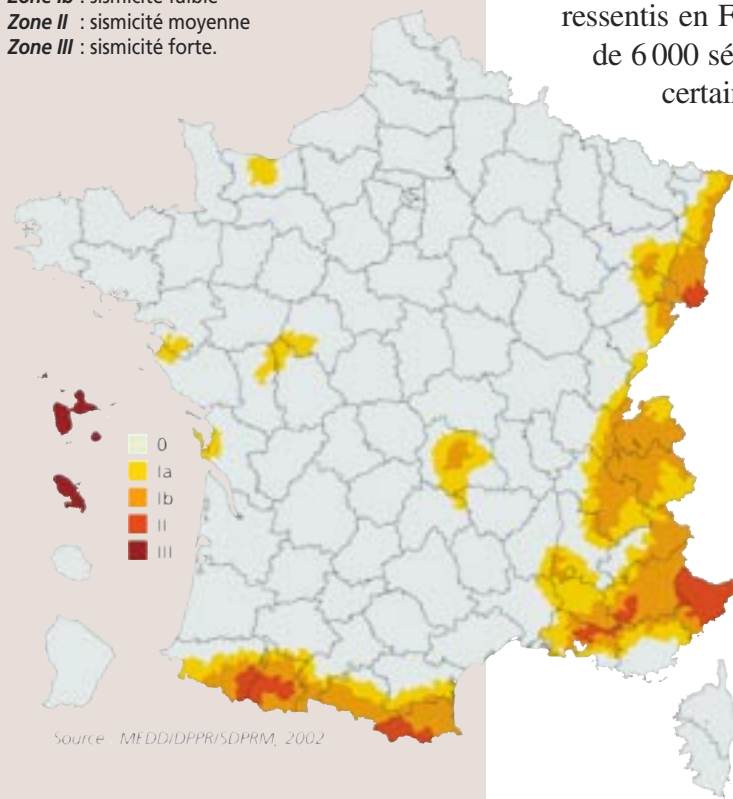 Zone Ib : sismicité faible
Zone II : sismicité moyenne
Zone III : sismicité forte.
ressentis en F
de 6 000 sé
certain
0
Ia
Ib
II
III
Source MEDD/DPPR/SDPRM, 2002